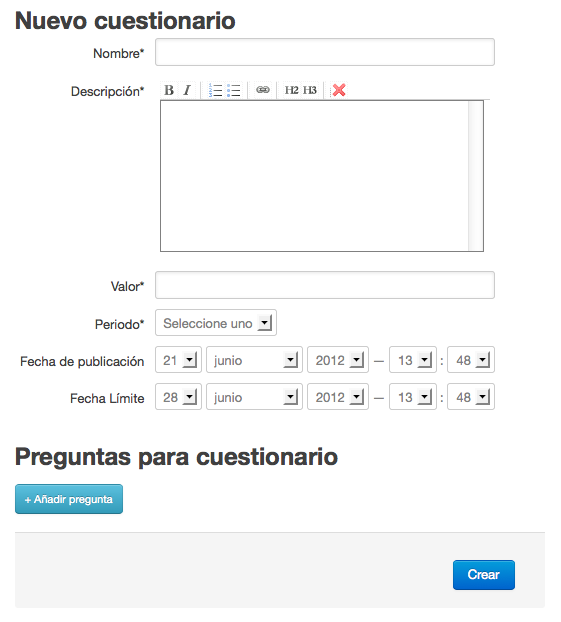 Nuevo cuestionario
Nombre*
Descripción* B I H2 H3
Valor*
Periodo* Seleccione uno
Fecha de publicación 21 junio 2012 — 13 : 48
Fecha Límite 28 junio 2012 — 13 : 48
Preguntas para cuestionario
+ Añadir pregunta
Crear